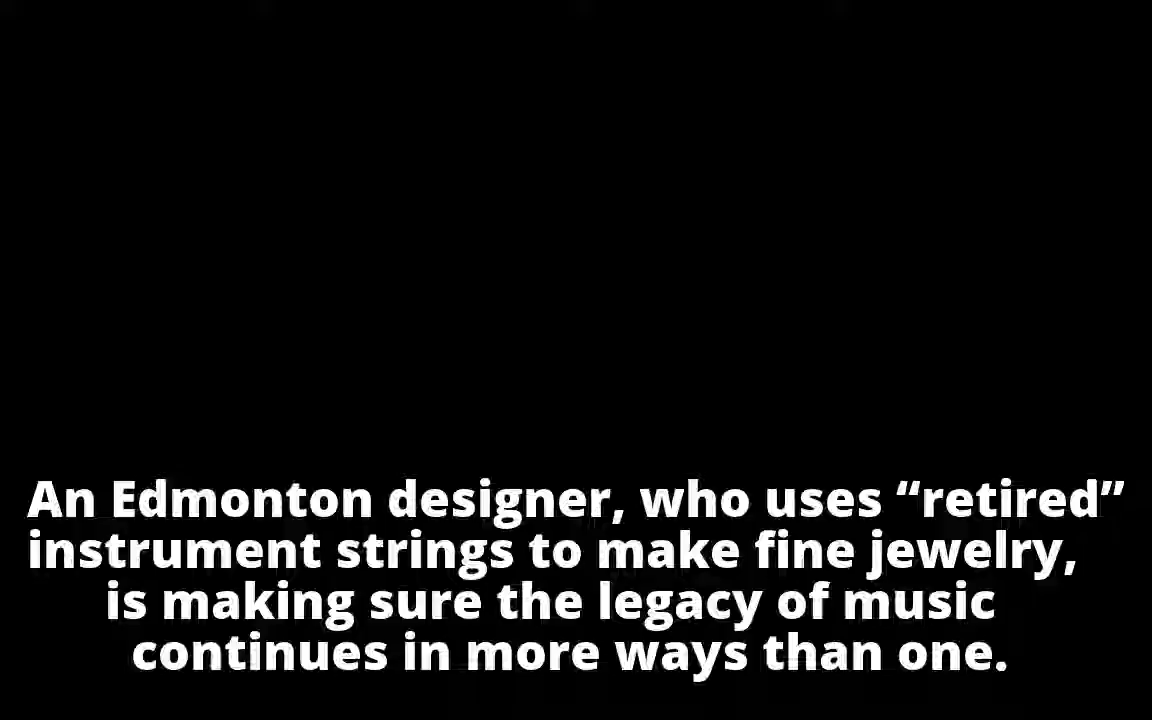 An Edmonton designer, who uses “retired”
instrument strings to make fine jewelry,
is making sure the legacy of music
continues in more ways than one.